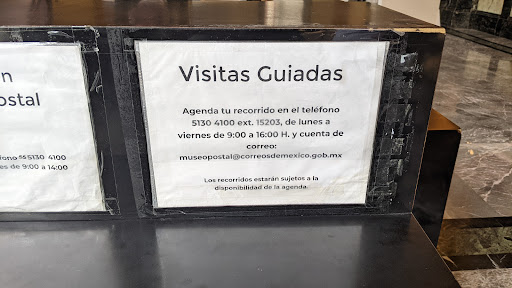 n
ostal
fono 55 5130 4100
es de 9:00 a 14:00
Visitas Guiadas
Agenda tu recorrido en el teléfono
5130 4100 ext. 15203, de lunes a
viernes de 9:00 a 16:00 H. y cuenta de
correo:
museopostal@correosdemexico.gob.mx
Los recorridos estarán sujetos a la
disponibilidad de la agenda.